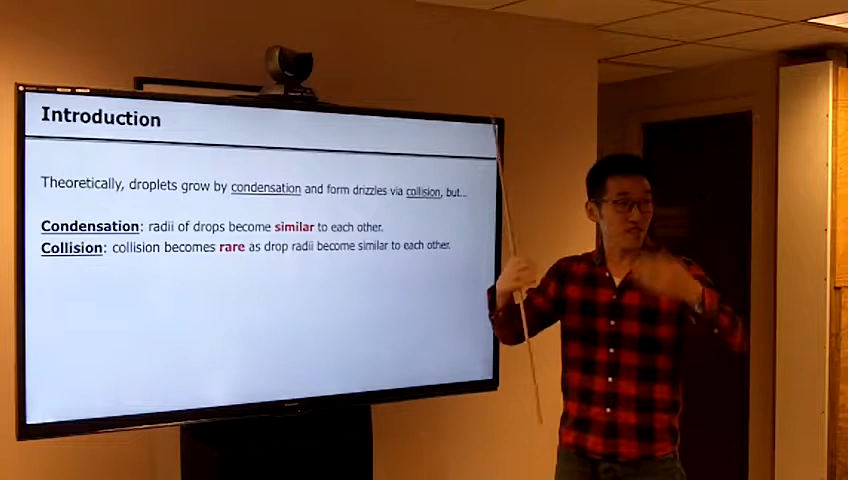 Introduction
Theoretically, droplets grow by condensation and form drizzles via collision, but...
Condensation: radii of drops become similar to each other.
Collision: collision becomes rare as drop radii become similar to each other.